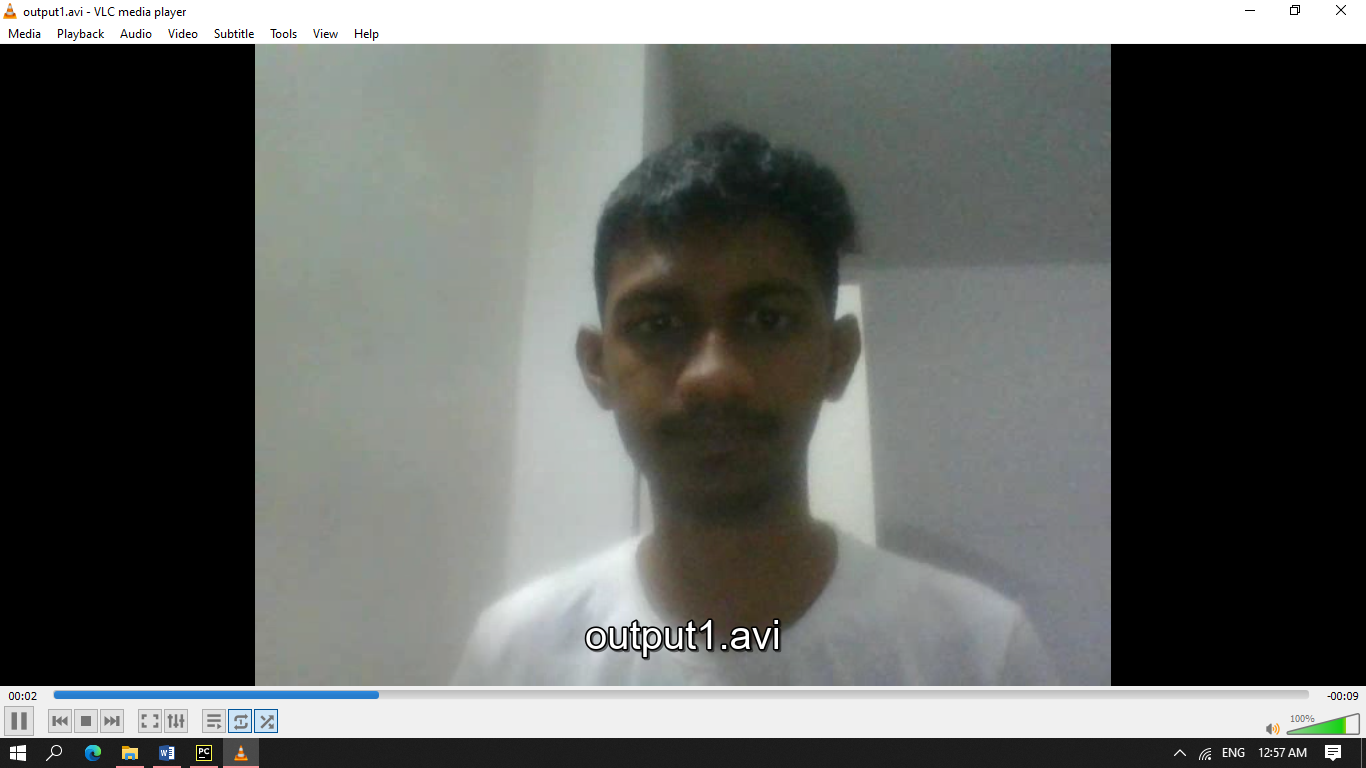 output1.avi - VLC media player
Media Playback Audio Video Subtitle Tools View Help
output1.avi
00:02 -00:09
100%
W PC ENG 12:57 AM